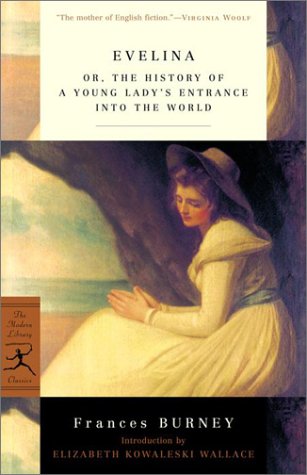 "The mother of English fiction."—Virginia Woolf
EVELINA
OR, THE HISTORY OF
A YOUNG LADY'S ENTRANCE
INTO THE WORLD
The
Modern Library
Classics
Frances BURNEY
Introduction by
ELIZABETH KOWALESKI WALLACE